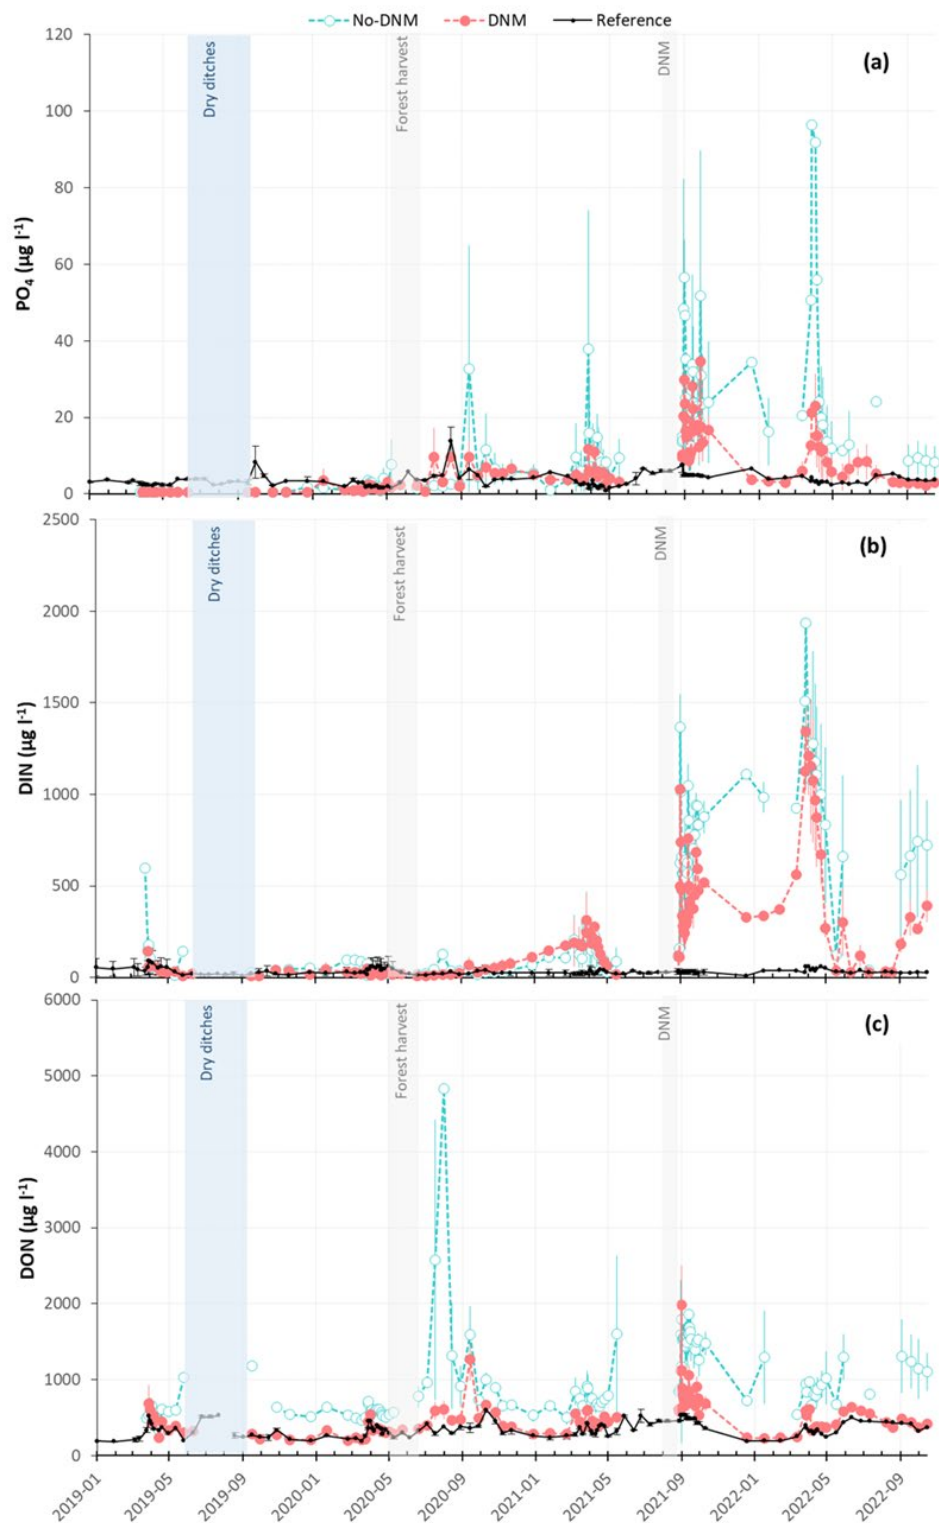 No-DNM DNM Reference
120
100
80
60
40
20
0
PO4 (µg l-1)
Dry ditches
Forest harvest
DNM
(a)
2500
2000
1500
1000
500
0
DIN (µg l-1)
Dry ditches
Forest harvest
DNM
(b)
6000
5000
4000
3000
2000
1000
0
DON (µg l-1)
Dry ditches
Forest harvest
DNM
(c)
2019-01
2019-05
2019-09
2020-01
2020-05
2020-09
2021-01
2021-05
2021-09
2022-01
2022-05
2022-09